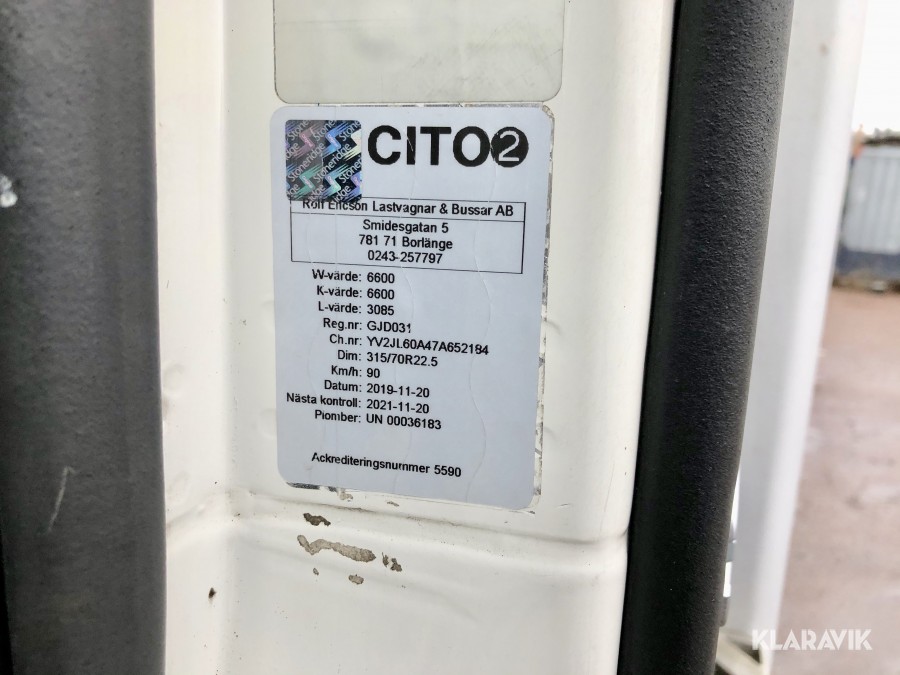 Stoneridge
CITO2
Rolf Ericson Lastvagnar & Bussar AB
Smidesgatan 5
781 71 Borlänge
0243-257797
W-värde: 6600
K-värde: 6600
L-värde: 3085
Reg.nr: GJD031
Ch.nr: YV2JL60A47A652184
Dim: 315/70R22.5
Km/h: 90
Datum: 2019-11-20
Nästa kontroll: 2021-11-20
Plomber: UN 00036183
Ackrediteringsnummer 5590
KLARAVIK